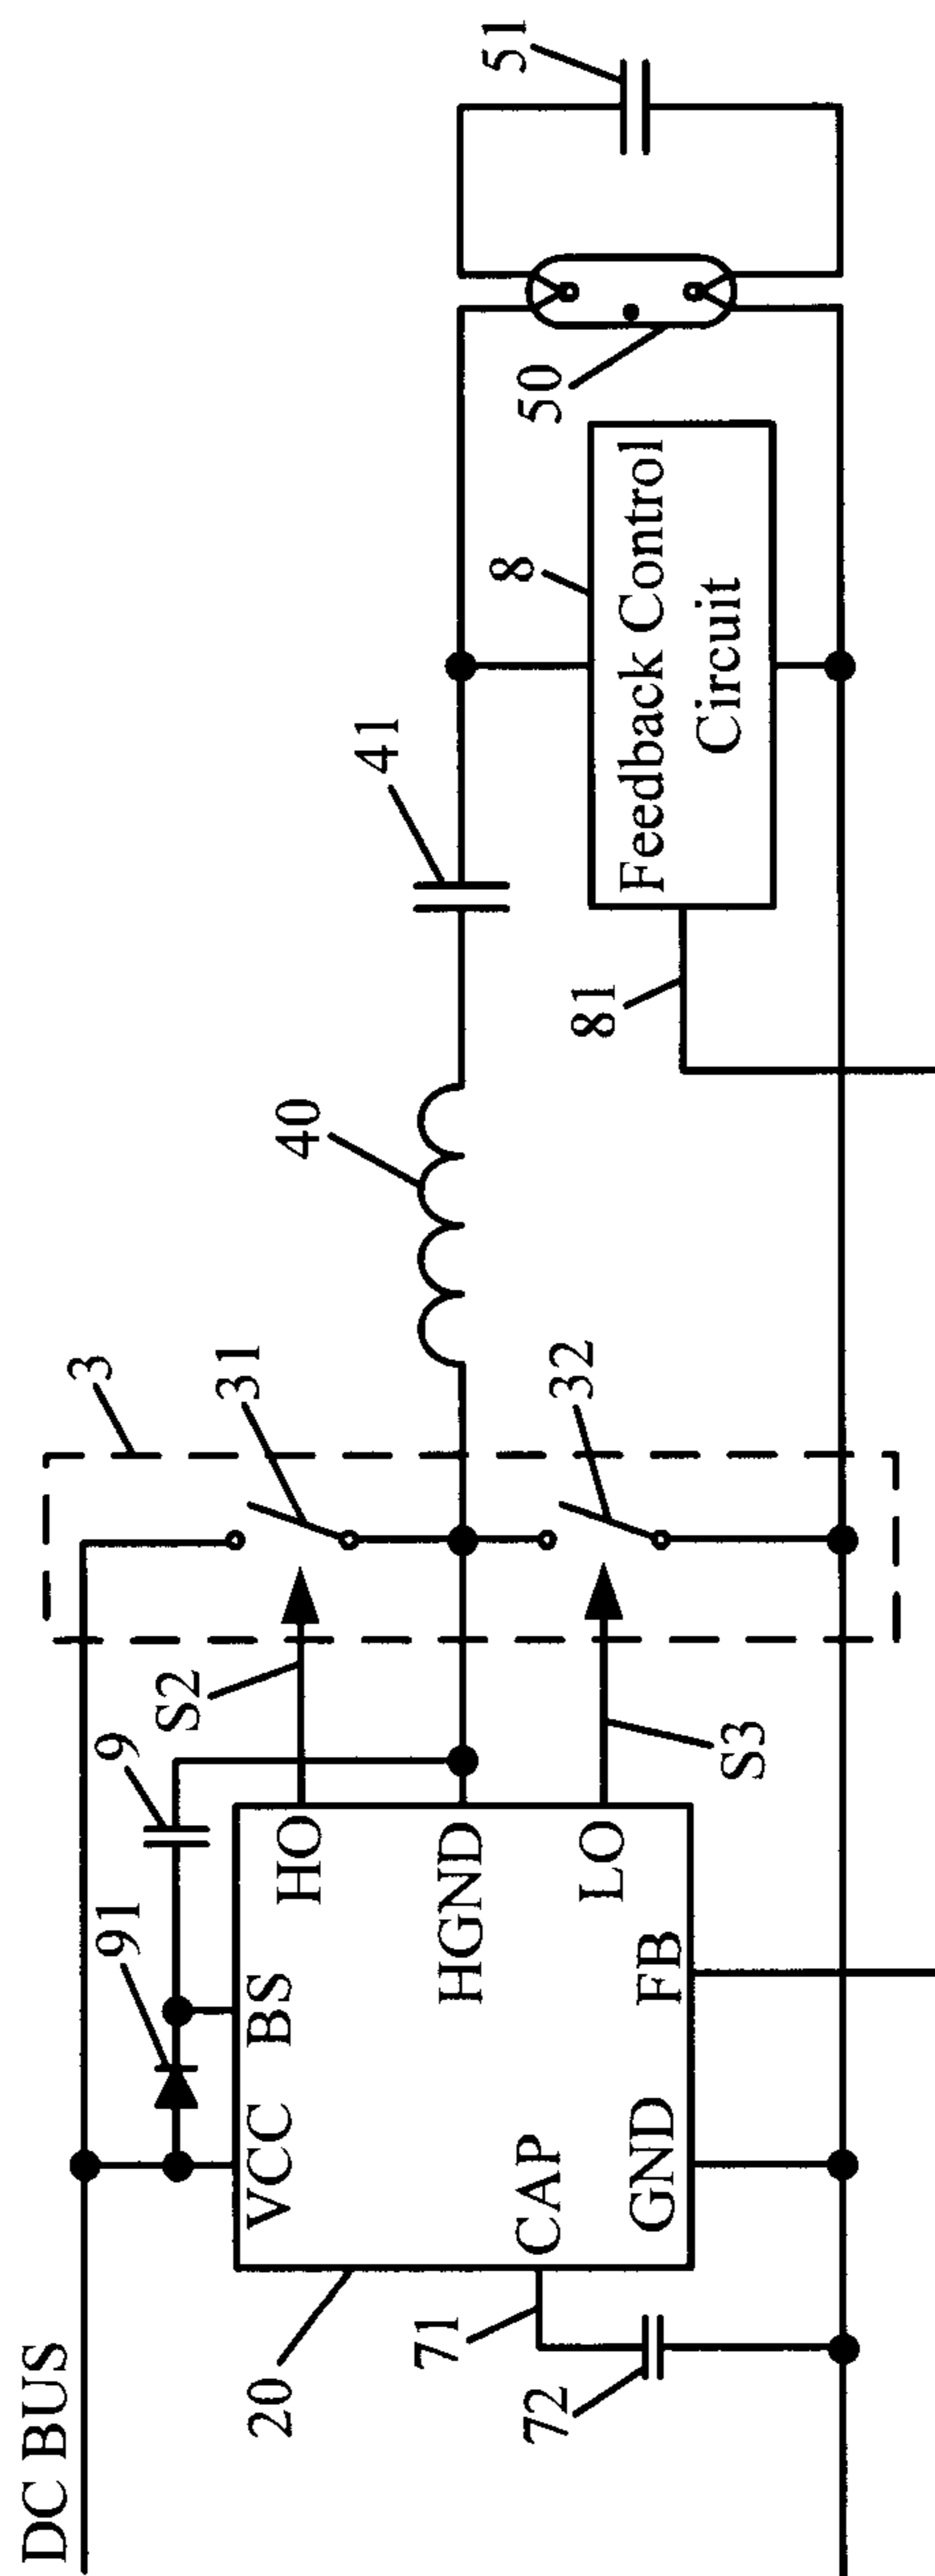 DC BUS
3
91
9
S2
31
40
41
8
50
51
VCC
BS
HO
HGND
LO
CAP
GND
FB
20
71
72
S3
32
81
Feedback Control
Circuit